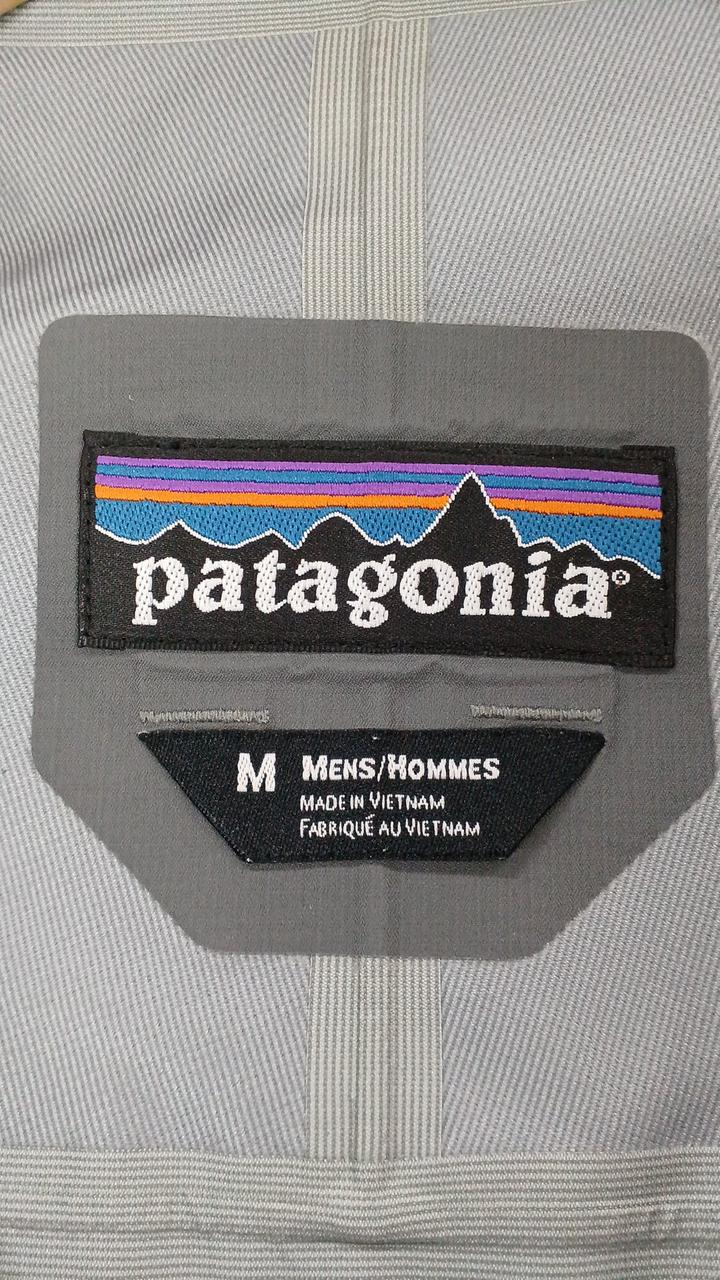 patagonia®
M MENS/HOMMES
MADE IN VIETNAM
FABRIQUÉ AU VIETNAM